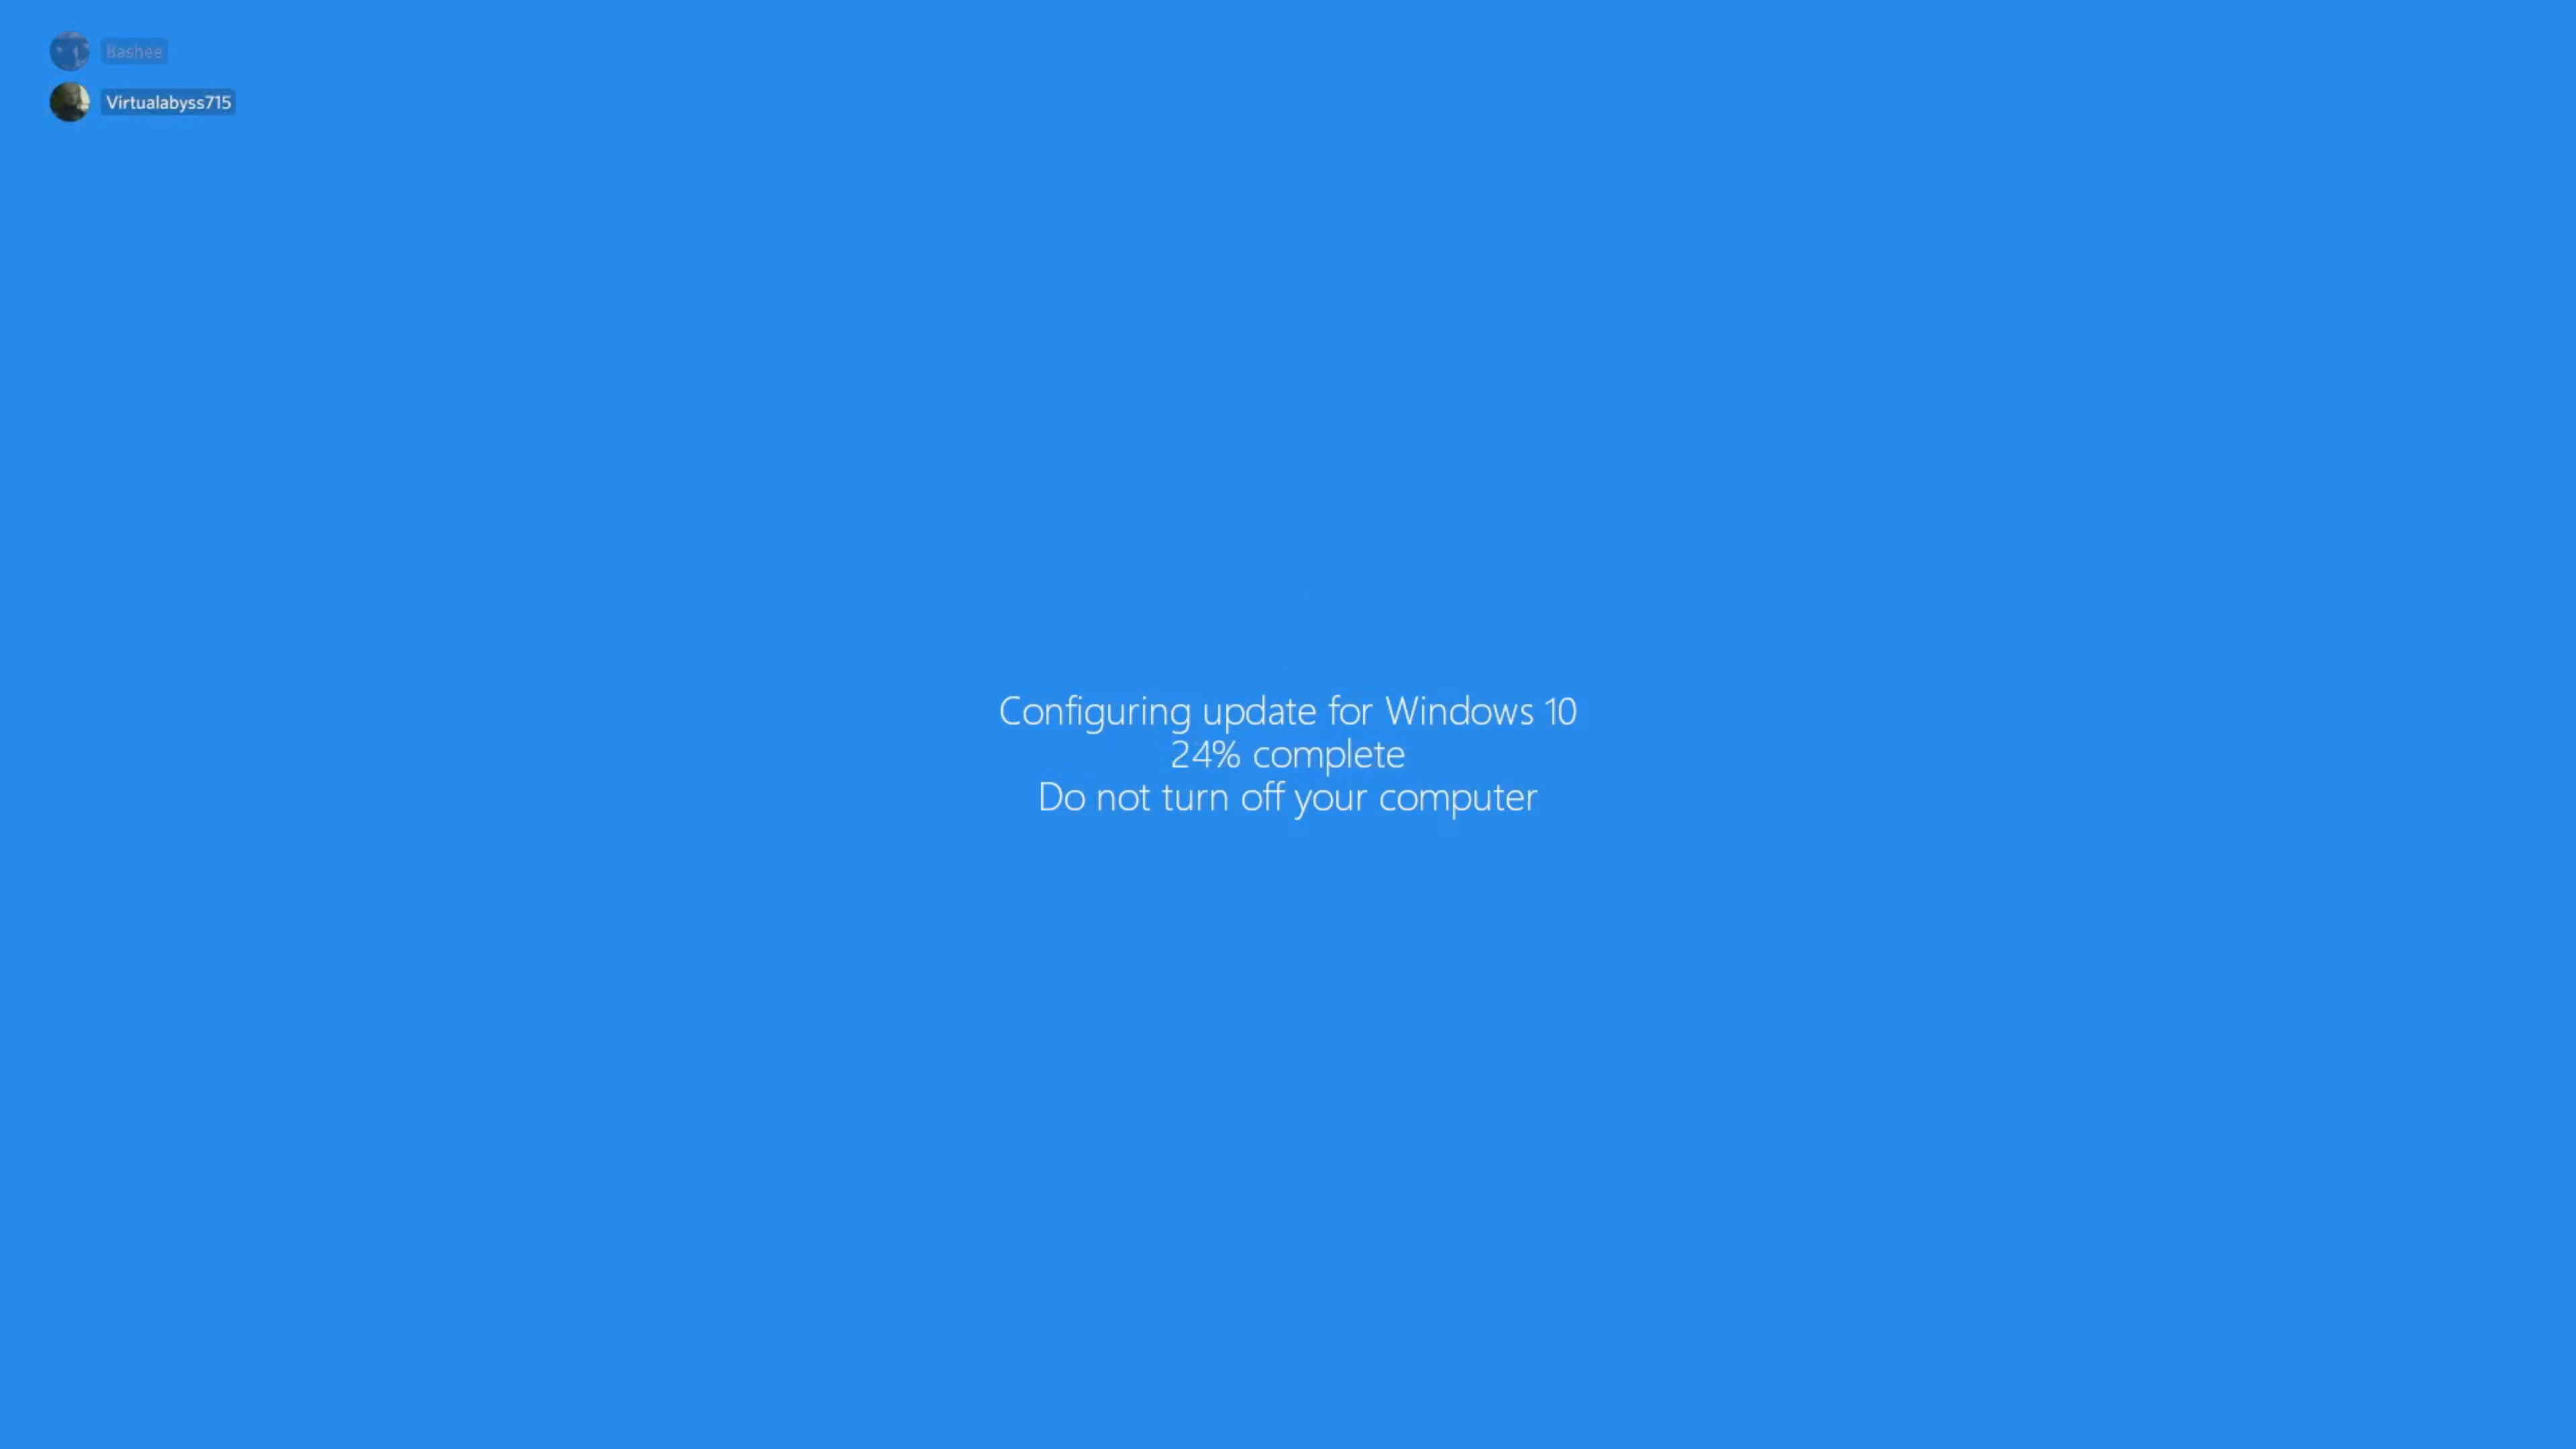 Bashee
Virtualabyss715
Configuring update for Windows 10
24% complete
Do not turn off your computer